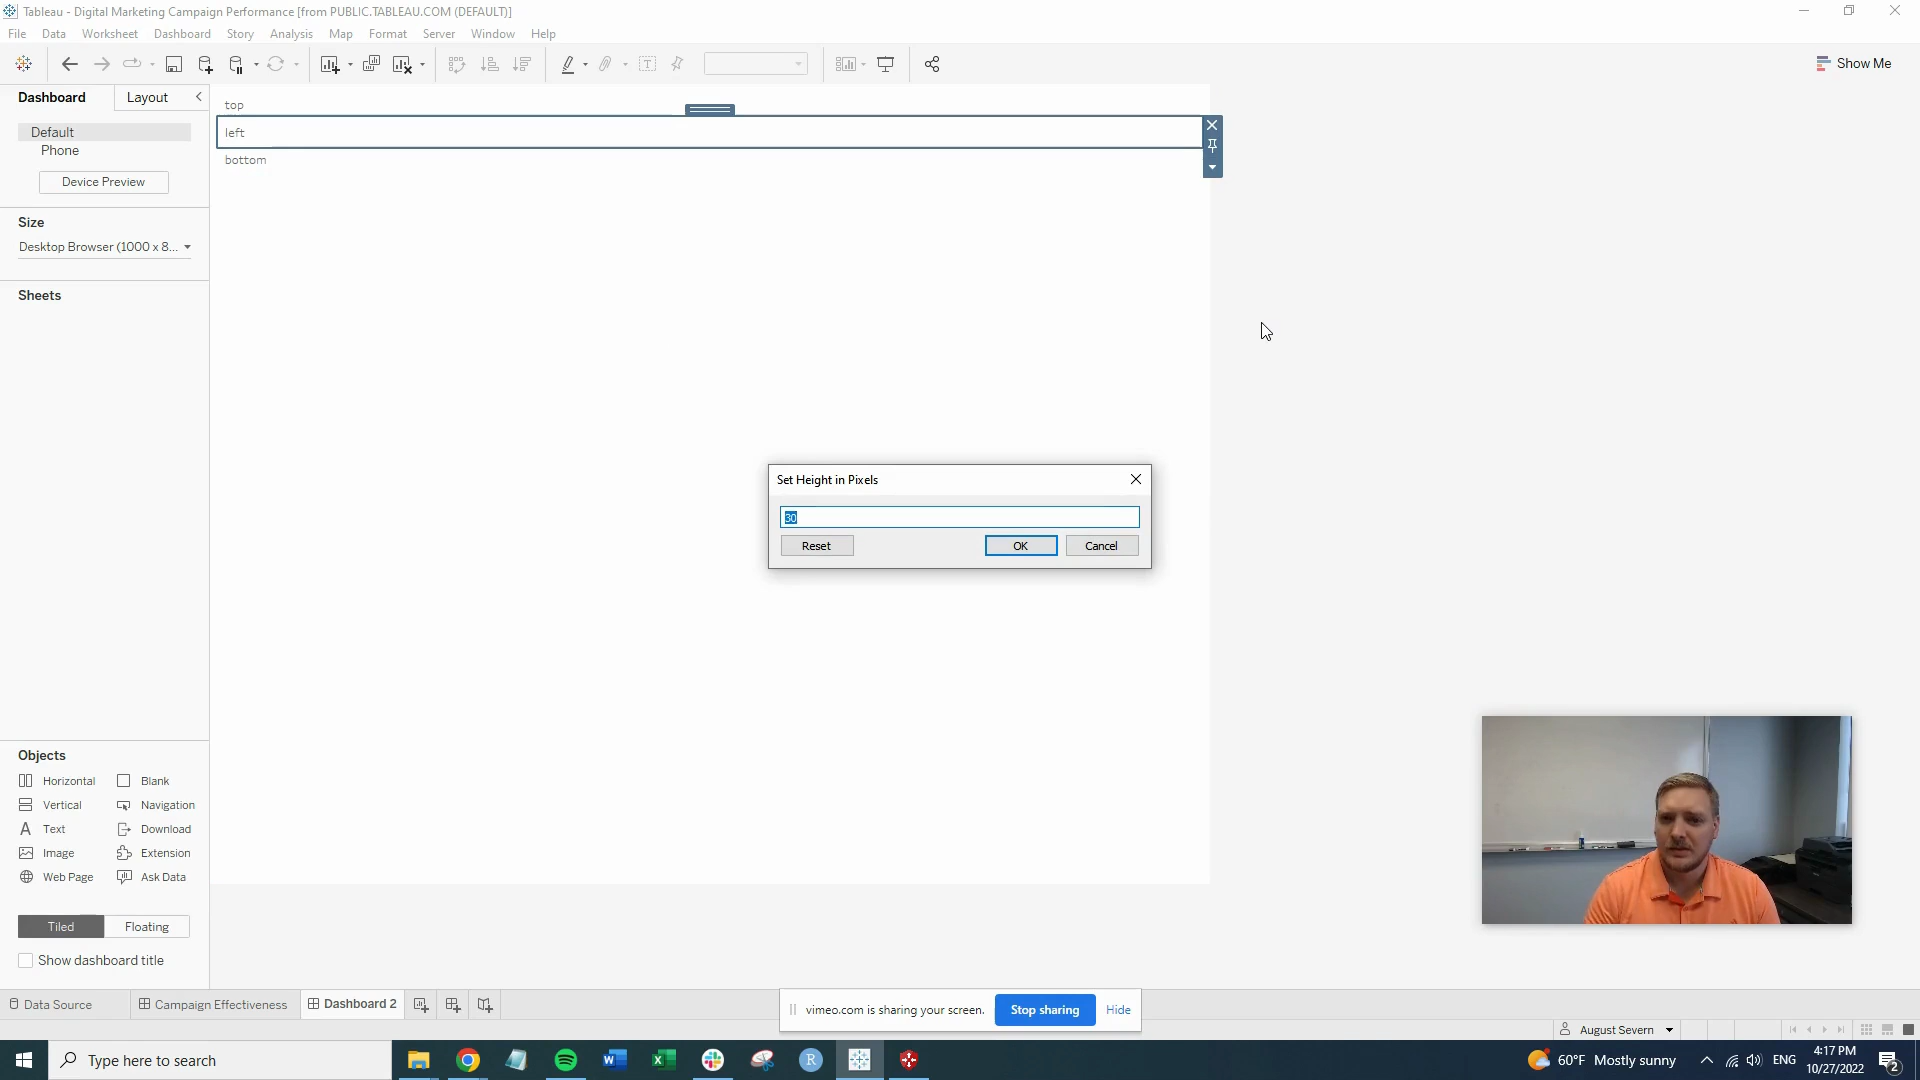 Tableau - Digital Marketing Campaign Performance [from PUBLIC.TABLEAU.COM (DEFAULT)]
File Data Worksheet Dashboard Story Analysis Map Format Server Window Help
Show Me
Dashboard Layout
Default
Phone
Device Preview
Size
Desktop Browser (1000 x 8...
Sheets
top
left
bottom
Set Height in Pixels
30
Reset OK Cancel
Objects
Horizontal Blank
Vertical Navigation
A Text Download
Image Extension
Web Page Ask Data
Tiled Floating
Show dashboard title
Data Source Campaign Effectiveness Dashboard 2
vimeo.com is sharing your screen. Stop sharing Hide
August Severn
Type here to search
60°F Mostly sunny ENG
4:17 PM
10/27/2022
2